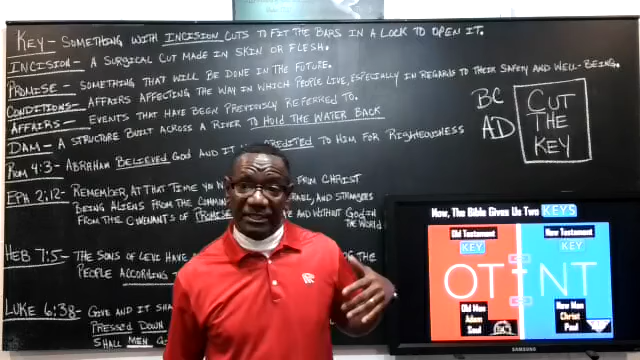 KEY- SOMETHING WITH INCISION CUTS TO FIT THE BARS IN A LOCK TO OPEN IT.
INCISION- A SURGICAL CUT MADE IN SKIN OR FLESH.
PROMISE- SOMETHING THAT WILL BE DONE IN THE FUTURE.
CONDITIONS- AFFAIRS AFFECTING THE WAY IN WHICH PEOPLE LIVE, ESPECIALLY IN REGARDS TO THEIR SAFETY AND WELL-BEING.
AFFAIRS- EVENTS THAT HAVE BEEN PREVIOUSLY REFERRED TO.
DAM- A STRUCTURE BUILT ACROSS A RIVER TO HOLD THE WATER BACK
ROM 4:3- ABRAHAM BELIEVED GOD AND IT CREDITED TO HIM FOR RIGHTEOUSNESS
EPH 2:12- REMEMBER, AT THAT TIME FROM CHRIST
BEING ALIENS FROM THE AND STRANGERS
FROM THE COVENANTS OF PROMISE AND WITHOUT GOD IN
THE WORLD
HEB 7:5- THE SONS OF LEVI HAVE OF THE
PEOPLE ACCORDING
LUKE 6:38- GIVE AND IT
PRESSED DOWN
SHALL MEN
BC
AD
CUT
THE
KEY
Now, The Bible Gives Us Two KEYS
Old Testament
KEY
New Testament
KEY
OT NT
Old Man
Adam
Saul
New Man
Christ
Paul
SAMSUNG